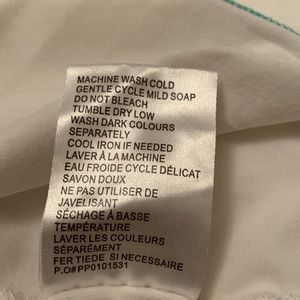 MACHINE WASH COLD
GENTLE CYCLE MILD SOAP
DO NOT BLEACH
TUMBLE DRY LOW
WASH DARK COLOURS
SEPARATELY
COOL IRON IF NEEDED
LAVER À LA MACHINE
EAU FROIDE CYCLE DÉLICAT
SAVON DOUX
NE PAS UTILISER DE
JAVELISANT
SÉCHAGE À BASSE
TEMPÉRATURE
LAVER LES COULEURS
SÉPARÉMENT
FER TIEDE SI NECESSAIRE
P.O#PP0101531